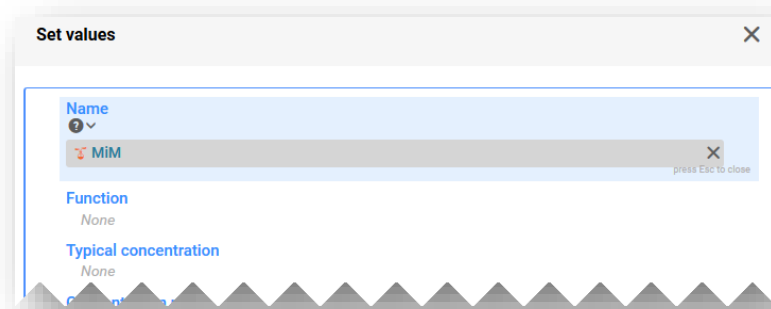 Set values
Name
MiM
press Esc to close
Function
None
Typical concentration
None